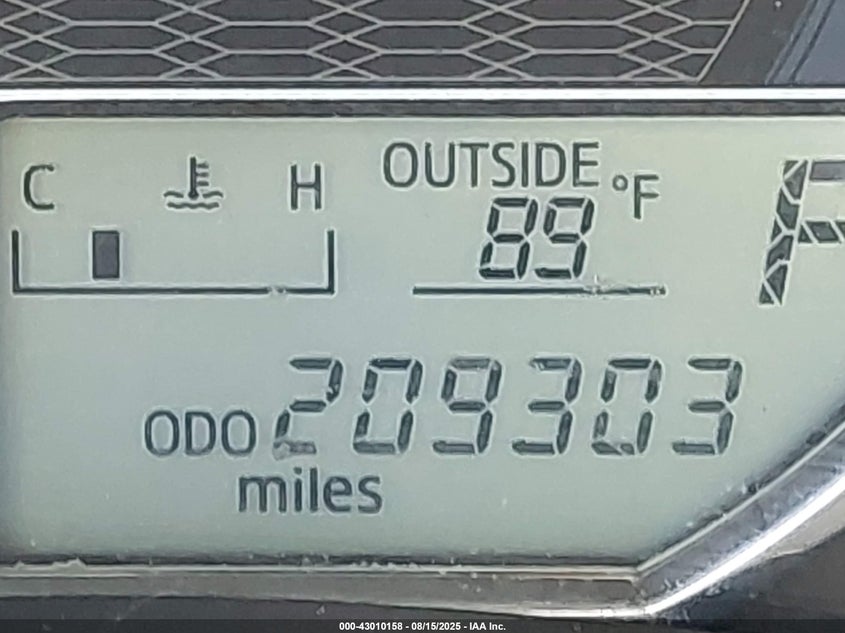 C H OUTSIDE °F
89
ODO 209303
miles
000-43010158 - 08/15/2025 - IAA Inc.